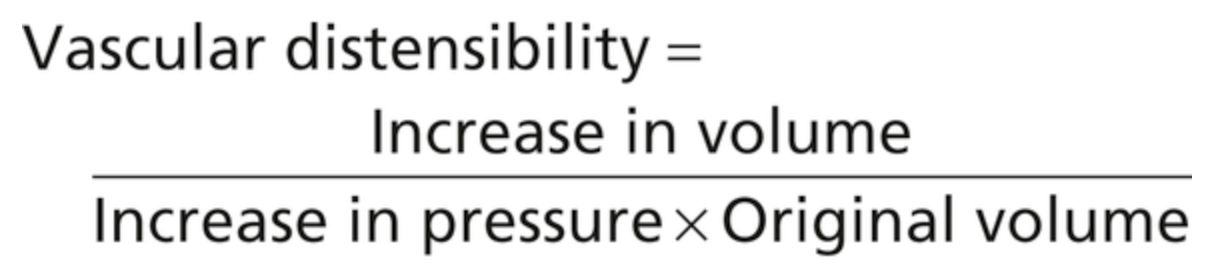 Vascular distensibility =
Increase in volume
Increase in pressure × Original volume